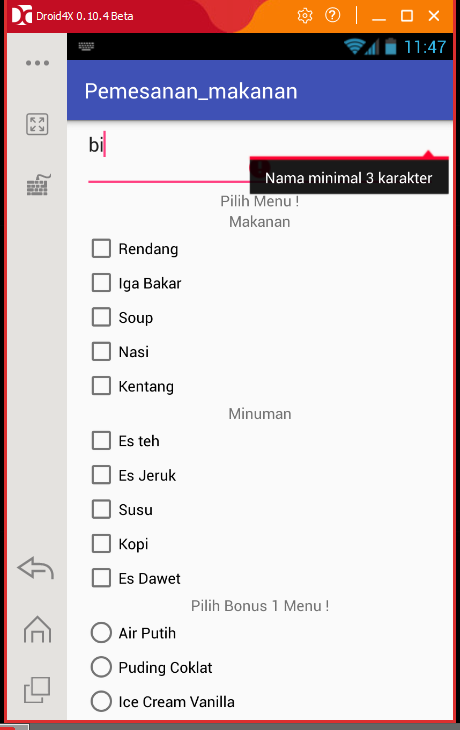 Droid4X 0.10.4 Beta
11:47
Pemesanan_makanan
bi
Nama minimal 3 karakter
Pilih Menu !
Makanan
Rendang
Iga Bakar
Soup
Nasi
Kentang
Minuman
Es teh
Es Jeruk
Susu
Kopi
Es Dawet
Pilih Bonus 1 Menu !
Air Putih
Puding Coklat
Ice Cream Vanilla